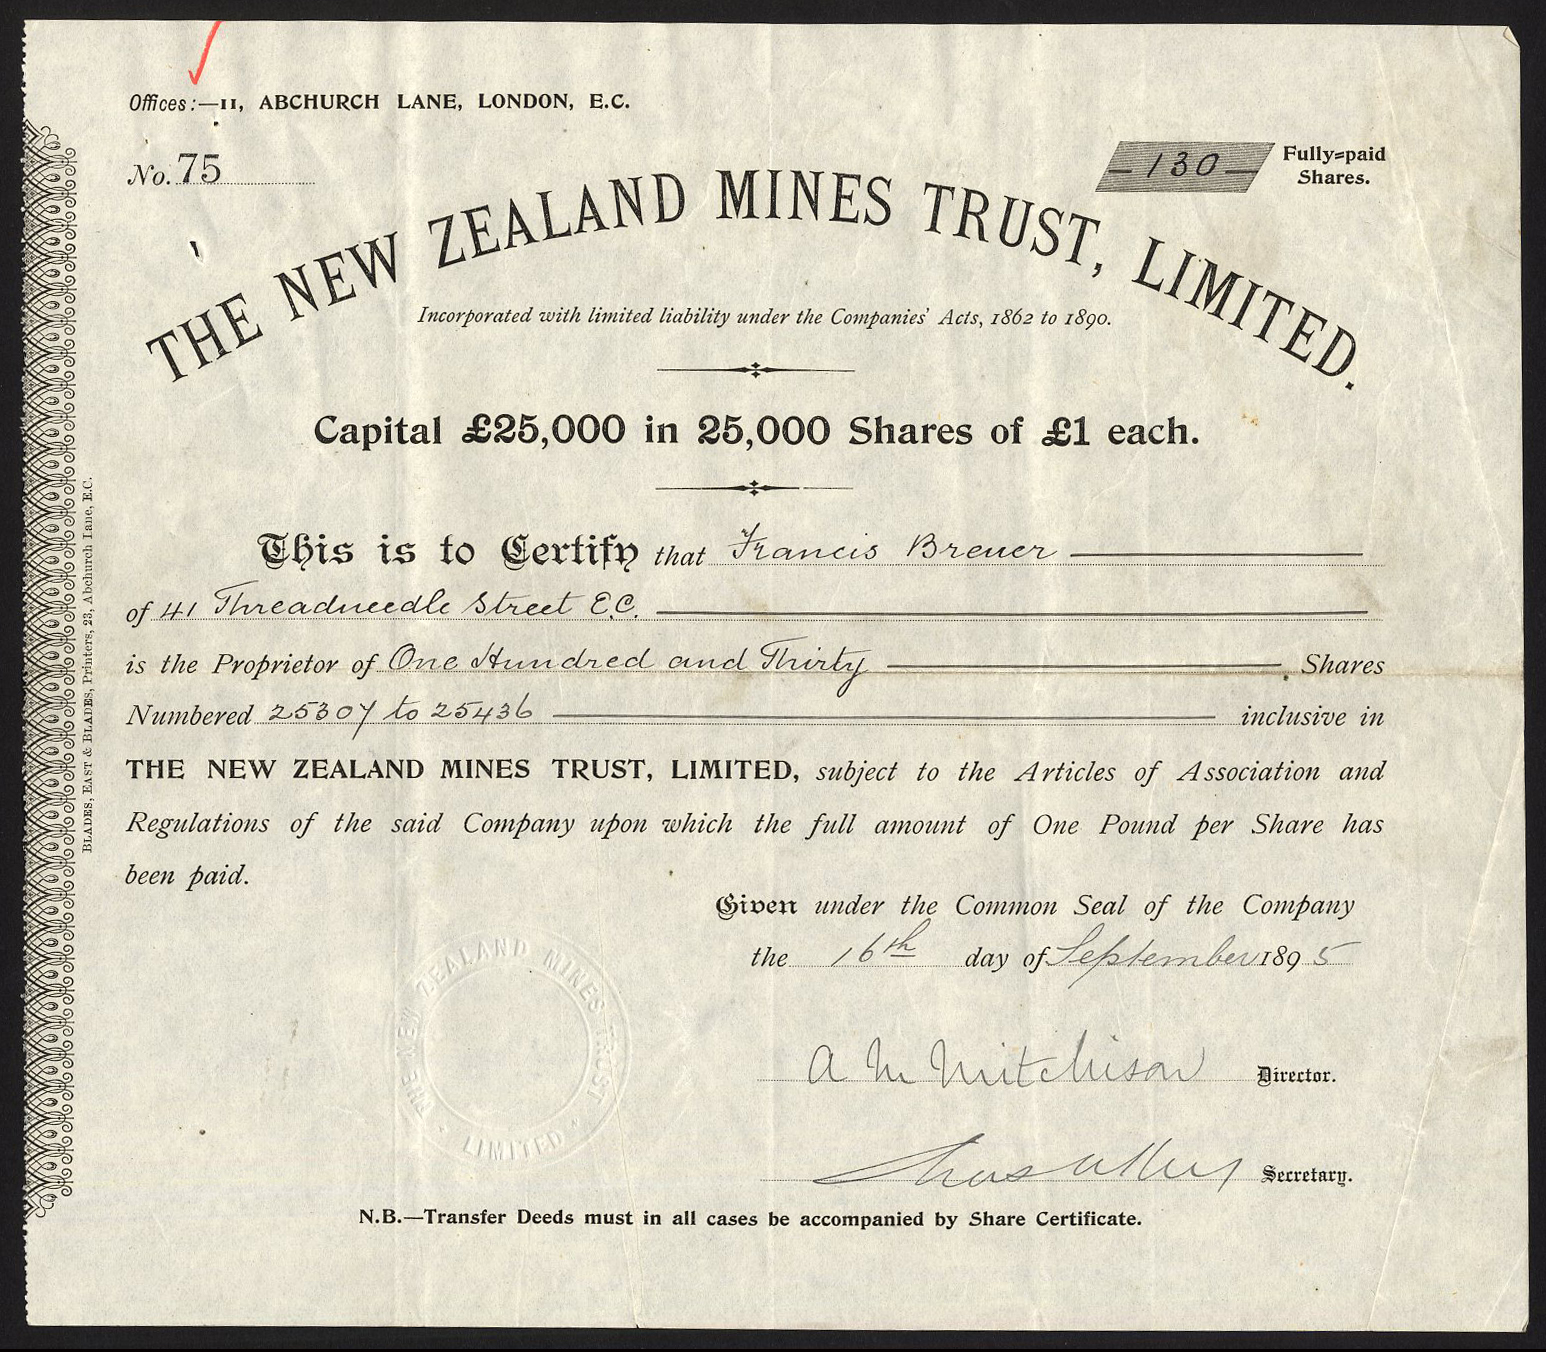 Offices:—11, ABCHURCH LANE, LONDON, E.C.
No. 75
—130— Fully=paid
Shares.
THE NEW ZEALAND MINES TRUST, LIMITED.
Incorporated with limited liability under the Companies' Acts, 1862 to 1890.
Capital £25,000 in 25,000 Shares of £1 each.
This is to Certify that Francis Breuer
of 41 Threadneedle Street E.C.
is the Proprietor of One Hundred and Thirty Shares
Numbered 25307 to 25436 inclusive in
THE NEW ZEALAND MINES TRUST, LIMITED, subject to the Articles of Association and
Regulations of the said Company upon which the full amount of One Pound per Share has
been paid.
Given under the Common Seal of the Company
the 16th day of September 1895
THE NEW ZEALAND MINES TRUST LIMITED
A M Mitchison Director.
Chas Secretary.
N.B.—Transfer Deeds must in all cases be accompanied by Share Certificate.
BLADES, EAST & BLADES, Printers, 23, Abchurch Lane, E.C.